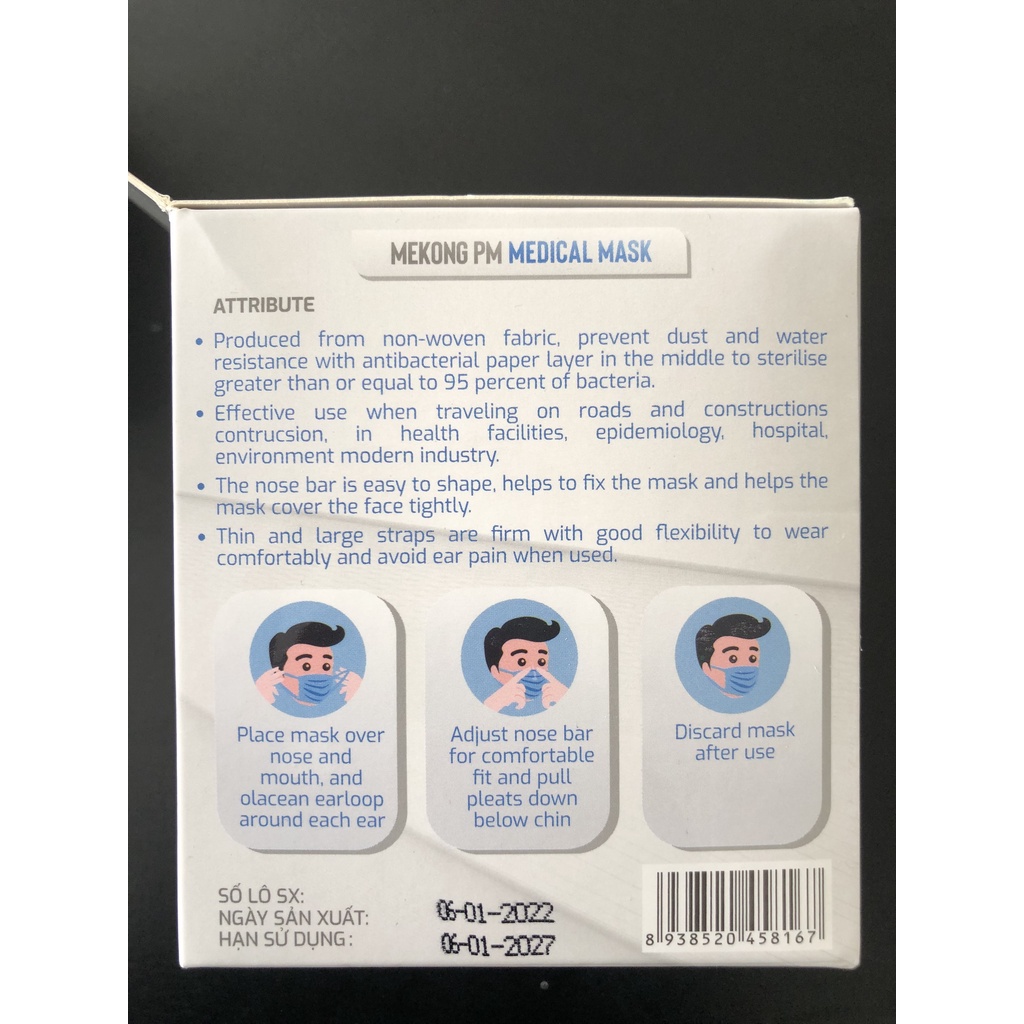 MEKONG PM MEDICAL MASK
ATTRIBUTE
• Produced from non-woven fabric, prevent dust and water
resistance with antibacterial paper layer in the middle to sterilise
greater than or equal to 95 percent of bacteria.
• Effective use when traveling on roads and constructions
contrucsion, in health facilities, epidemiology, hospital,
environment modern industry.
• The nose bar is easy to shape, helps to fix the mask and helps the
mask cover the face tightly.
• Thin and large straps are firm with good flexibility to wear
comfortably and avoid ear pain when used.
Place mask over
nose and
mouth, and
olacean earloop
around each ear
Adjust nose bar
for comfortable
fit and pull
pleats down
below chin
Discard mask
after use
SỐ LÔ SX:
NGÀY SẢN XUẤT: 06-01-2022
HẠN SỬ DỤNG: 06-01-2027
8 938520 458167